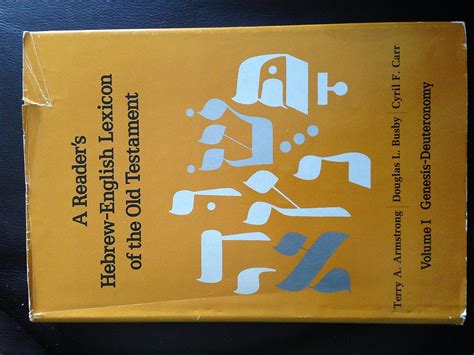 A Reader's
Hebrew-English Lexicon
of the Old Testament
Terry A. Armstrong | Douglas L. Busby | Cyril F. Carr
Volume I Genesis-Deuteronomy